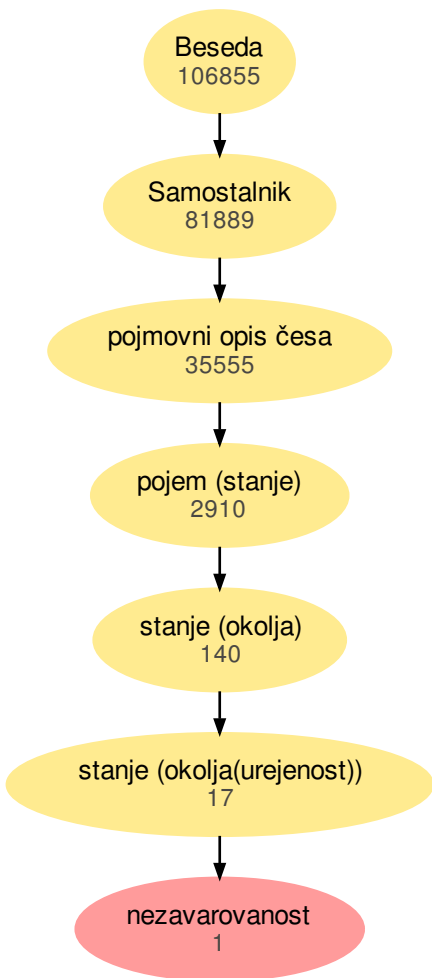 Beseda
106855
Samostalnik
81889
pojmovni opis česa
35555
pojem (stanje)
2910
stanje (okolja)
140
stanje (okolja(urejenost))
17
nezavarovanost
1